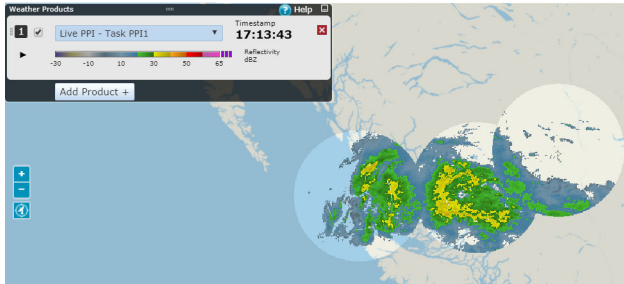 Weather Products
? Help
Timestamp
1
Live PPI - Task PPI1
17:13:43
-30 -10 10 30 50 65
Reflectivity
dBZ
Add Product +
+
−